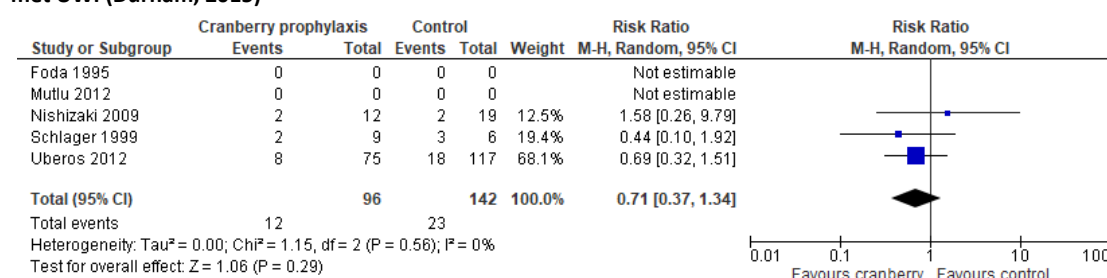 met UWI (Durham, 2015)
Cranberry prophylaxis Control Risk Ratio Risk Ratio
Study or Subgroup Events Total Events Total Weight M-H, Random, 95% CI M-H, Random, 95% CI
Foda 1995 0 0 0 0 Not estimable
Mutlu 2012 0 0 0 0 Not estimable
Nishizaki 2009 2 12 2 19 12.5% 1.58 [0.26, 9.79]
Schlager 1999 2 9 3 6 19.4% 0.44 [0.10, 1.92]
Uberos 2012 8 75 18 117 68.1% 0.69 [0.32, 1.51]
Total (95% CI) 96 142 100.0% 0.71 [0.37, 1.34]
Total events 12 23
Heterogeneity: Tau² = 0.00; Chi² = 1.15, df = 2 (P = 0.56); I² = 0%
Test for overall effect: Z = 1.06 (P = 0.29)
0.01 0.1 1 10 100
Favours cranberry Favours control